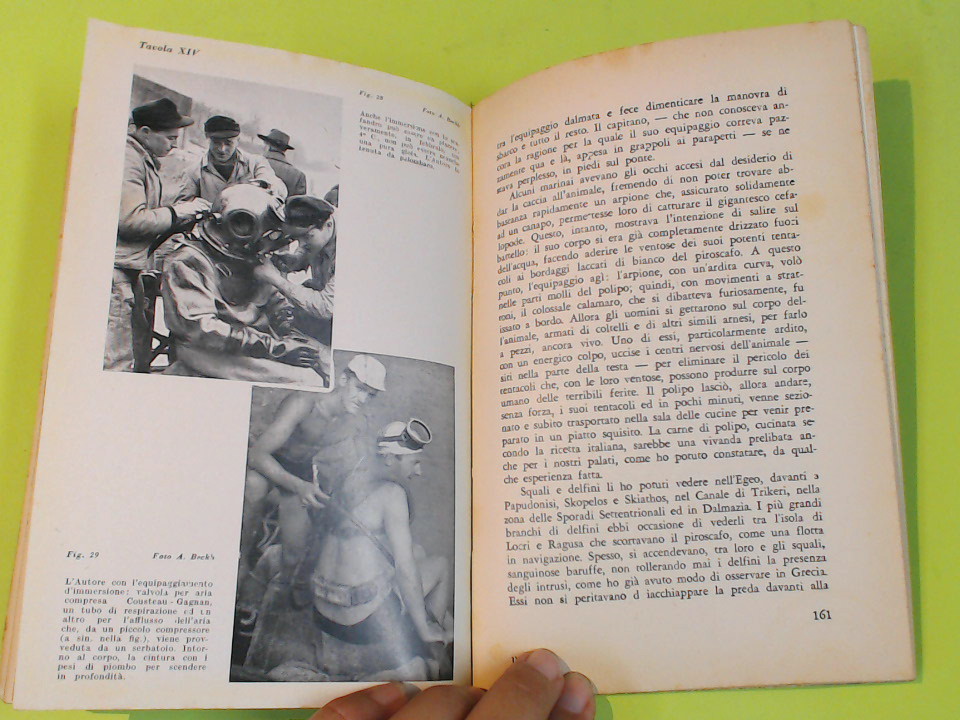 Tavola XIV
Fig. 28
Foto A. Beck's
Anche l'immersione con lo sca-
fandro può essere un placere:
veramente, in febbraio, con
4° C. non può essere
una pura gioia. L'Autore in
tenuta da palombaro.
Fig. 29
Foto A. Beck's
L'Autore con l'equipaggiamento
d'immersione: valvola per aria
compresa Cousteau-Gagnan,
un tubo di respirazione ed un
altro per l'afflusso dell'aria
che, da un piccolo compressore
(a sin. nella fig.), viene prov-
veduta da un serbatoio. Intor-
no al corpo, la cintura con i
pesi di piombo per scendere
in profondità.
tra l'equipaggio dalmata e fece dimenticare la manovra di
sbarco e tutto il resto. Il capitano, — che non conosceva an-
cora la ragione per la quale il suo equipaggio correva paz-
zamente qua e là, appesa in grappoli ai parapetti — se ne
stava perplesso, in piedi sul ponte.
Alcuni marinai avevano gli occhi accesi dal desiderio di
dar la caccia all'animale, fremendo di non poter trovare ab-
bastanza rapidamente un arpione che, assicurato solidamente
ad un canapo, permettesse loro di catturare il gigantesco cefa-
lopode. Questo, intanto, mostrava l'intenzione di salire sul
battello: il suo corpo si era già completamente drizzato fuori
dell'acqua, facendo aderire le ventose dei suoi potenti tenta-
coli ai bordaggi laccati di bianco del piroscafo. A questo
punto, l'equipaggio agì: l'arpione, con un'ardita curva, volò
nelle parti molli del polipo; quindi, con movimenti a strat-
toni, il colossale calamaro, che si dibatteva furiosamente, fu
issato a bordo. Allora gli uomini si gettarono sul corpo del-
l'animale, armati di coltelli e di altri simili arnesi, per farlo
a pezzi, ancora vivo. Uno di essi, particolarmente ardito,
con un energico colpo, uccise i centri nervosi dell'animale —
siti nella parte della testa — per eliminare il pericolo dei
tentacoli che, con le loro ventose, possono produrre sul corpo
umano delle terribili ferite. Il polipo lasciò, allora andare,
senza forza, i suoi tentacoli ed in pochi minuti, venne sezio-
nato e subito trasportato nella sala delle cucine per venir pre-
parato in un piatto squisito. La carne di polipo, cucinata se-
condo la ricetta italiana, sarebbe una vivanda prelibata an-
che per i nostri palati, come ho potuto constatare, da qual-
che esperienza fatta.
Squali e delfini li ho potuti vedere nell'Egeo, davanti a
Papudonisi, Skopelos e Skiathos, nel Canale di Trikeri, nella
zona delle Sporadi Settentrionali ed in Dalmazia. I più grandi
branchi di delfini ebbi occasione di vederli tra l'isola di
Locri e Ragusa che scortavano il piroscafo, come una flotta
in navigazione. Spesso, si accendevano, tra loro e gli squali,
sanguinose baruffe, non tollerando mai i delfini la presenza
degli intrusi, come ho già avuto modo di osservare in Grecia.
Essi non si peritavano d iacchiappare la preda davanti alla
161